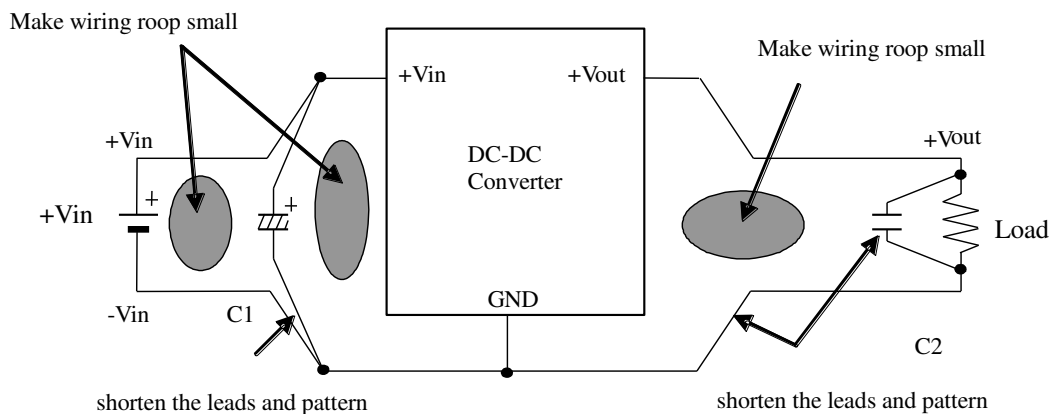 Make wiring roop small
Make wiring roop small
+Vin
+Vout
+Vin
+Vout
DC-DC
Converter
+
+
+Vin
Load
GND
-Vin
C1
C2
shorten the leads and pattern
shorten the leads and pattern